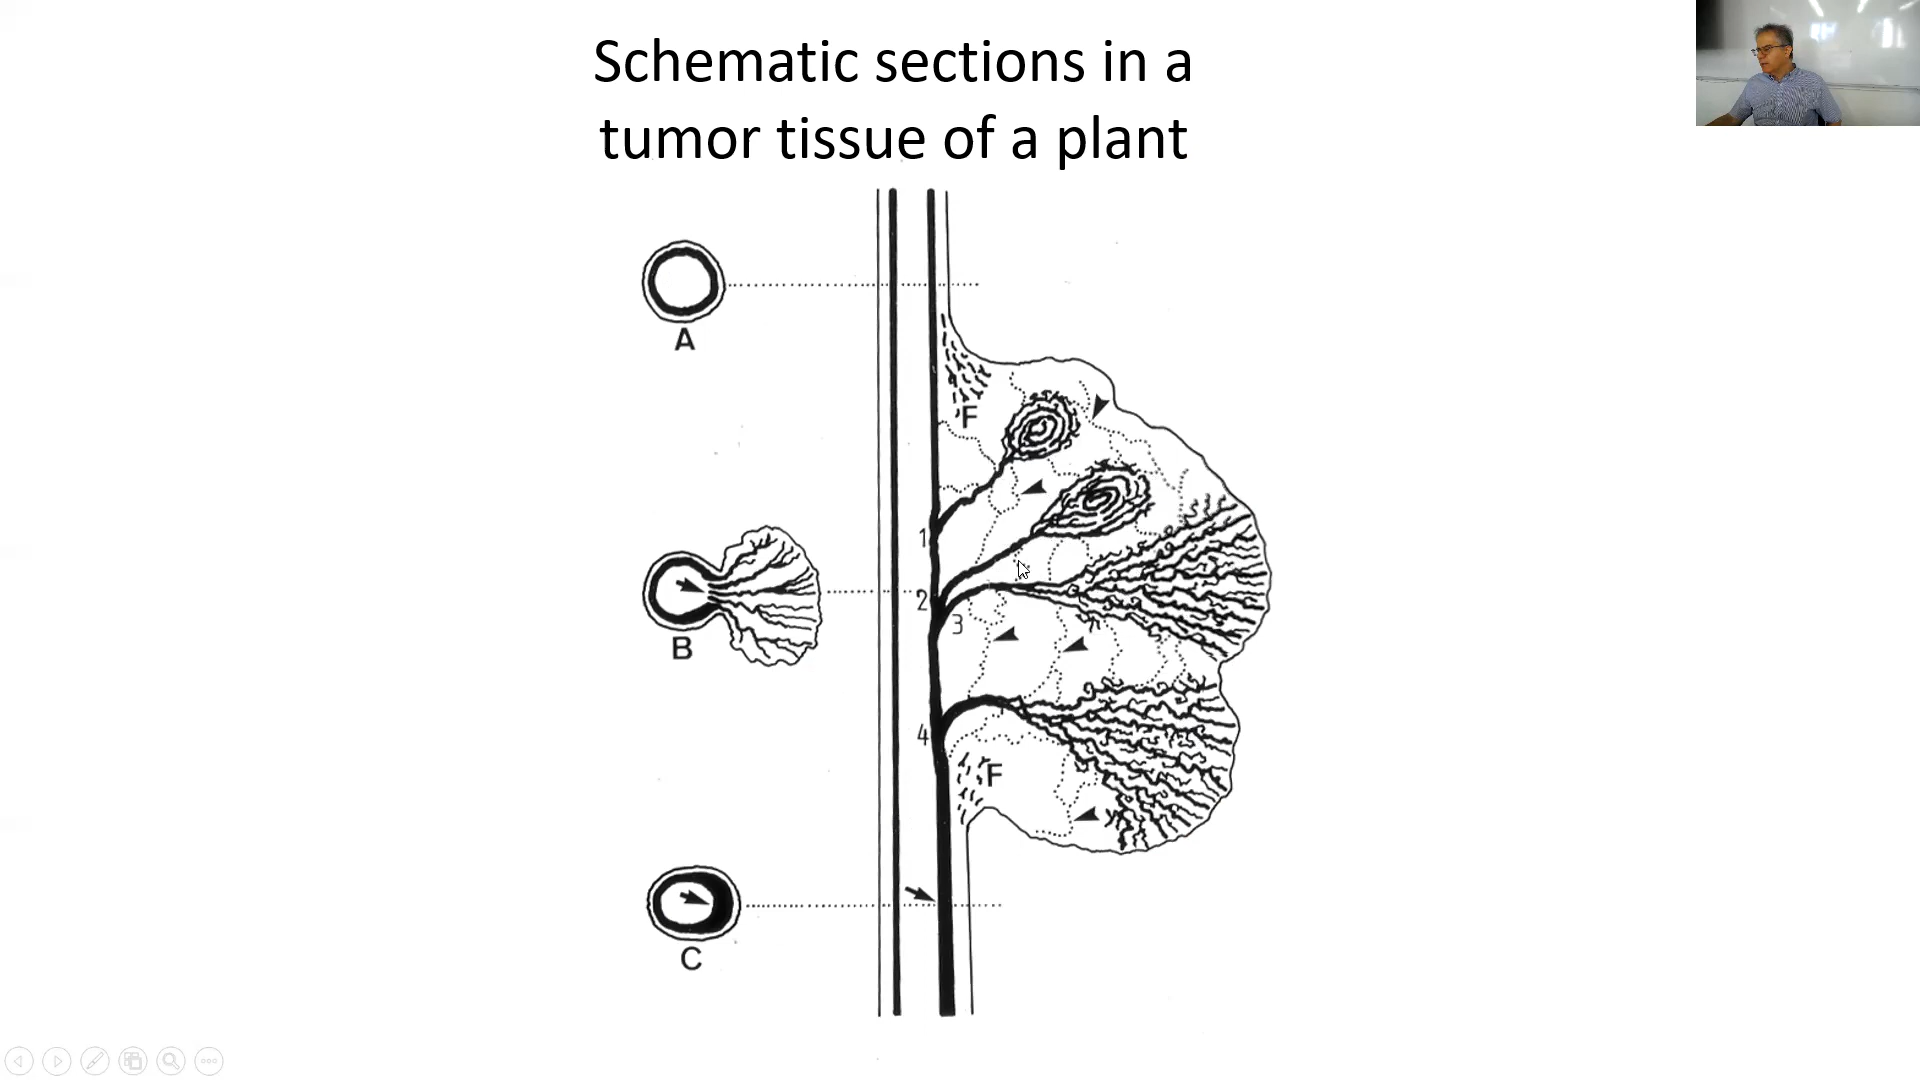 Schematic sections in a
tumor tissue of a plant
A
F
1
B
2
3
4
F
C